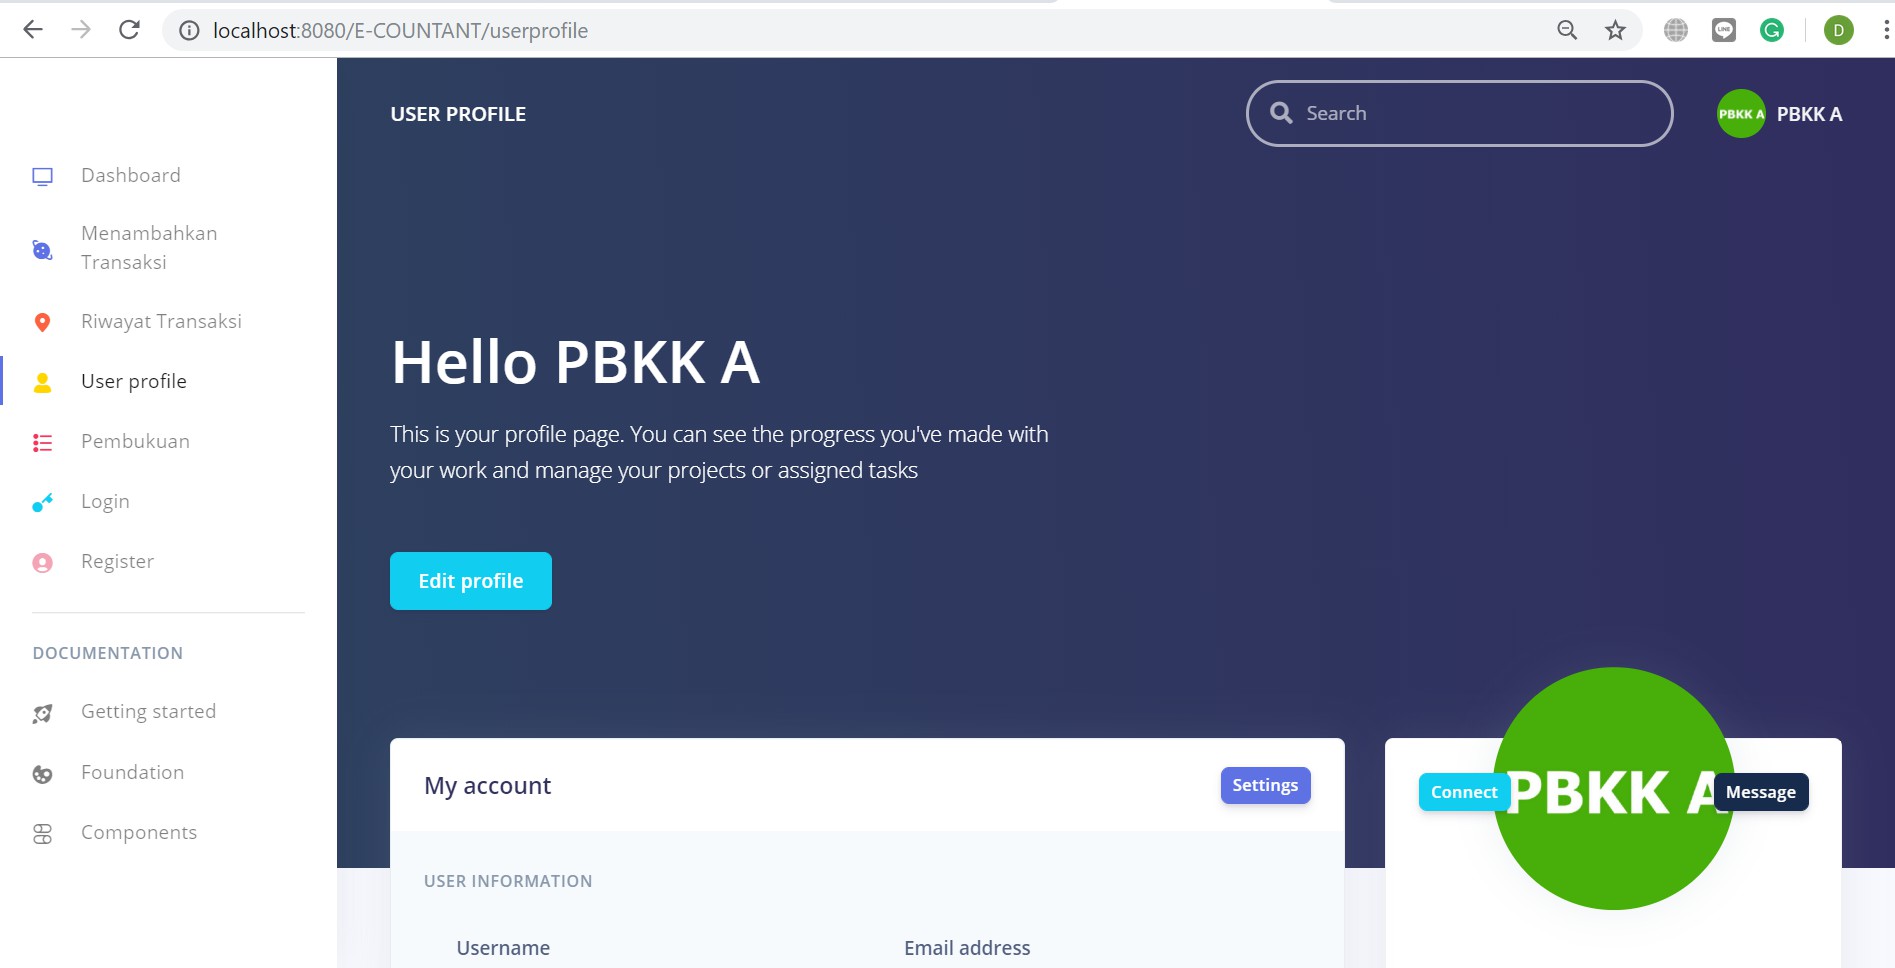 localhost:8080/E-COUNTANT/userprofile
LINE
G
D
USER PROFILE
Search
PBKK A
PBKK A
Dashboard
Menambahkan
Transaksi
Riwayat Transaksi
User profile
Pembukuan
Login
Register
DOCUMENTATION
Getting started
Foundation
Components
Hello PBKK A
This is your profile page. You can see the progress you've made with
your work and manage your projects or assigned tasks
Edit profile
My account
Settings
USER INFORMATION
Username
Email address
Connect
PBKK A
Message